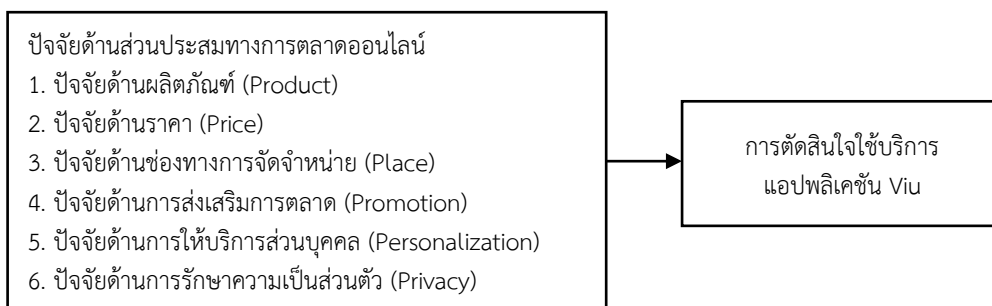 ปัจจัยด้านส่วนประสมทางการตลาดออนไลน์
1. ปัจจัยด้านผลิตภัณฑ์ (Product)
2. ปัจจัยด้านราคา (Price)
3. ปัจจัยด้านช่องทางการจัดจำหน่าย (Place)
4. ปัจจัยด้านการส่งเสริมการตลาด (Promotion)
5. ปัจจัยด้านการให้บริการส่วนบุคคล (Personalization)
6. ปัจจัยด้านการรักษาความเป็นส่วนตัว (Privacy)
การตัดสินใจใช้บริการ
แอปพลิเคชัน Viu